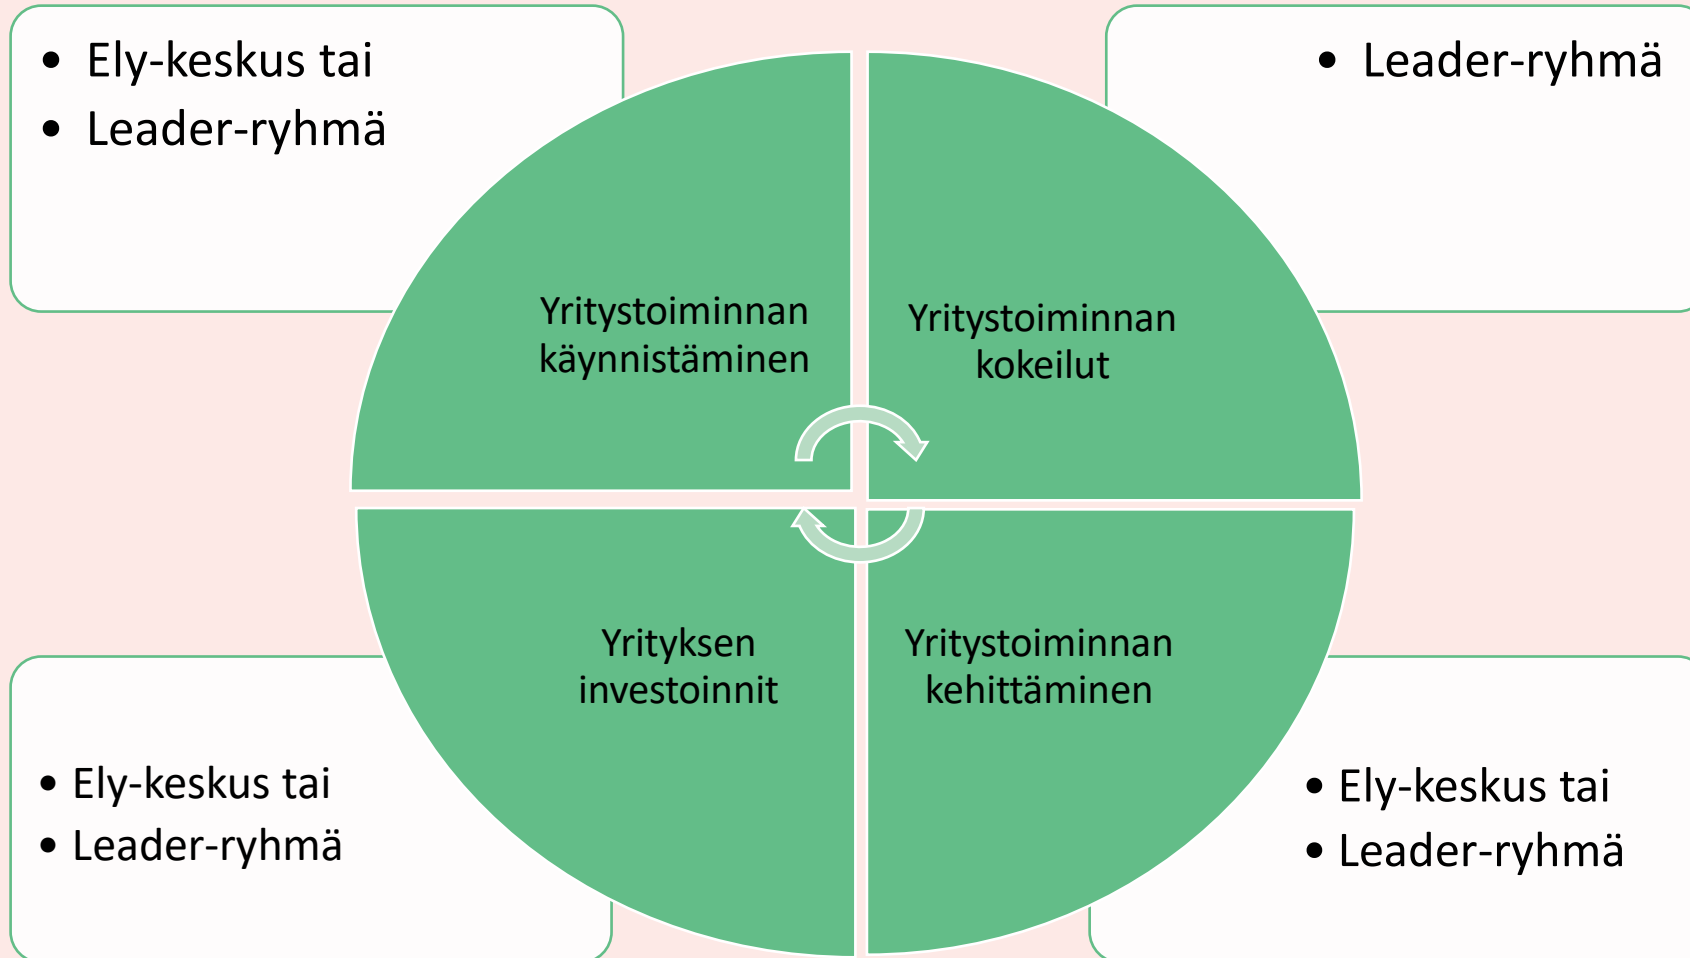 • Ely-keskus tai
• Leader-ryhmä
• Leader-ryhmä
Yritystoiminnan
käynnistäminen
Yritystoiminnan
kokeilut
Yrityksen
investoinnit
Yritystoiminnan
kehittäminen
• Ely-keskus tai
• Leader-ryhmä
• Ely-keskus tai
• Leader-ryhmä